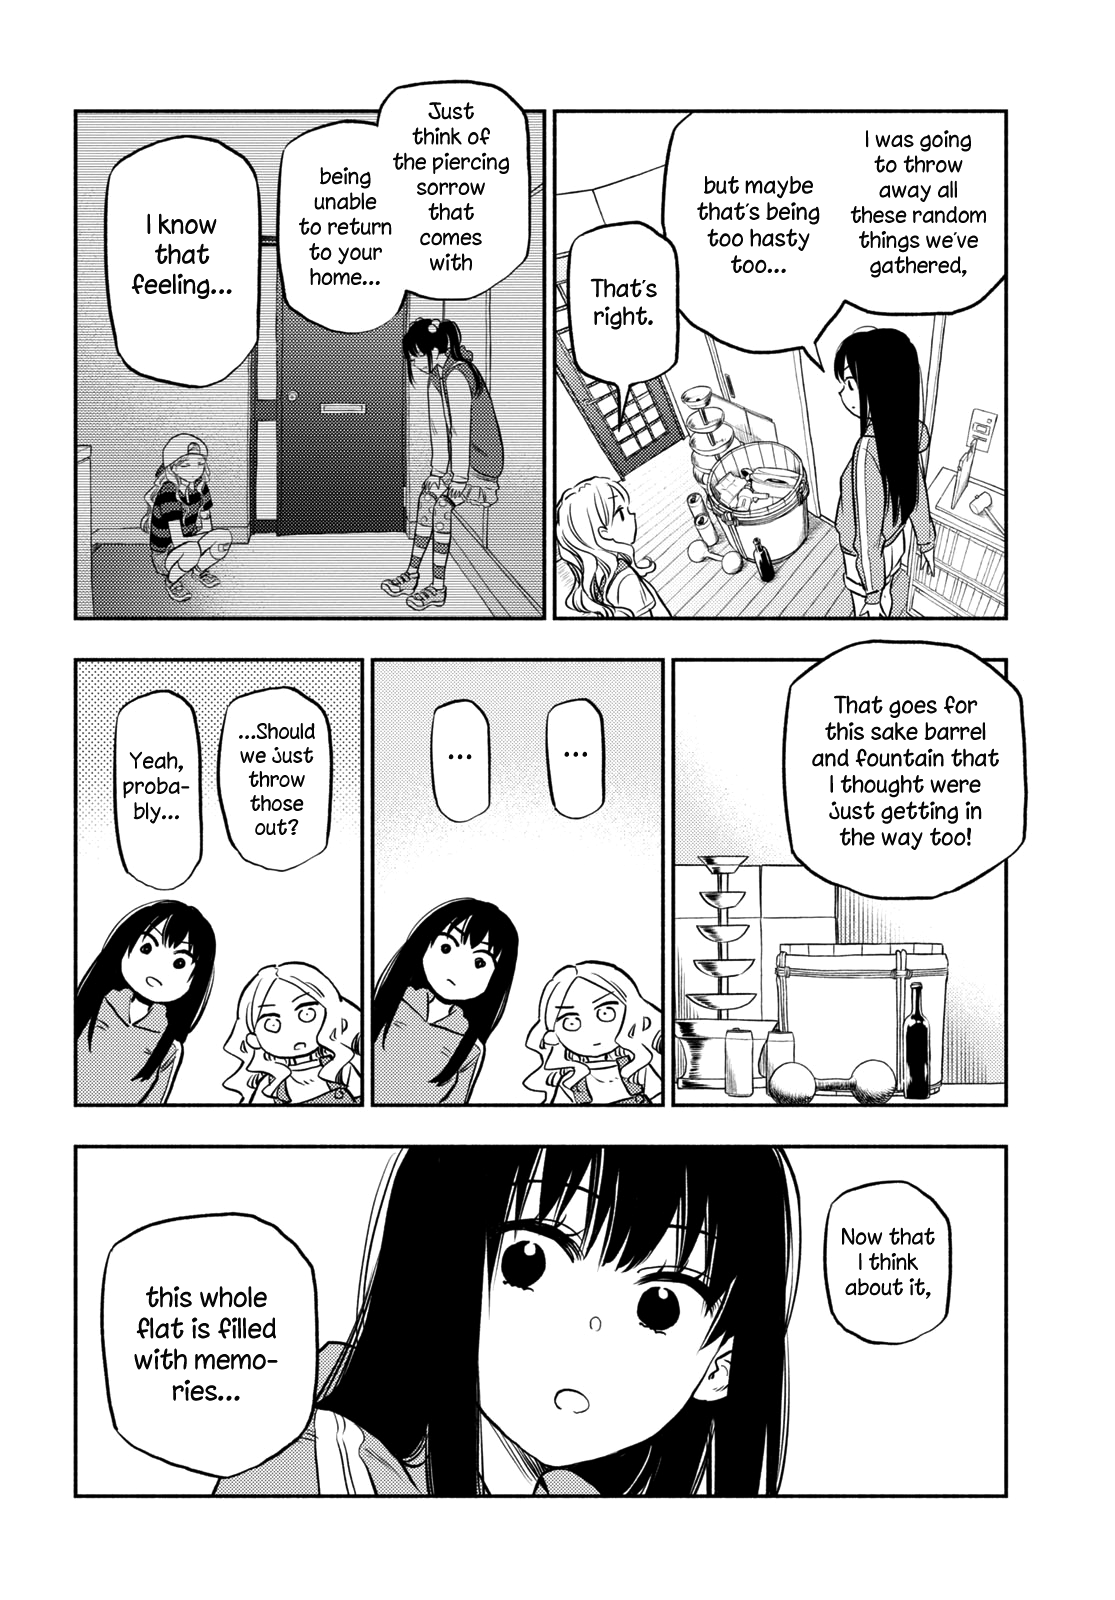 I was going
to throw
away all
these random
things we've
gathered,
but maybe
that's being
too hasty
too...
That's
right.
Just
think of
the piercing
sorrow
that
comes
with
being
unable
to return
to your
home...
I know
that
feeling...
That goes for
this sake barrel
and fountain that
I thought were
just getting in
the way too!
...
...
...Should
we just
throw
those
out?
Yeah,
proba-
bly...
Now that
I think
about it,
this whole
flat is filled
with memo-
ries...